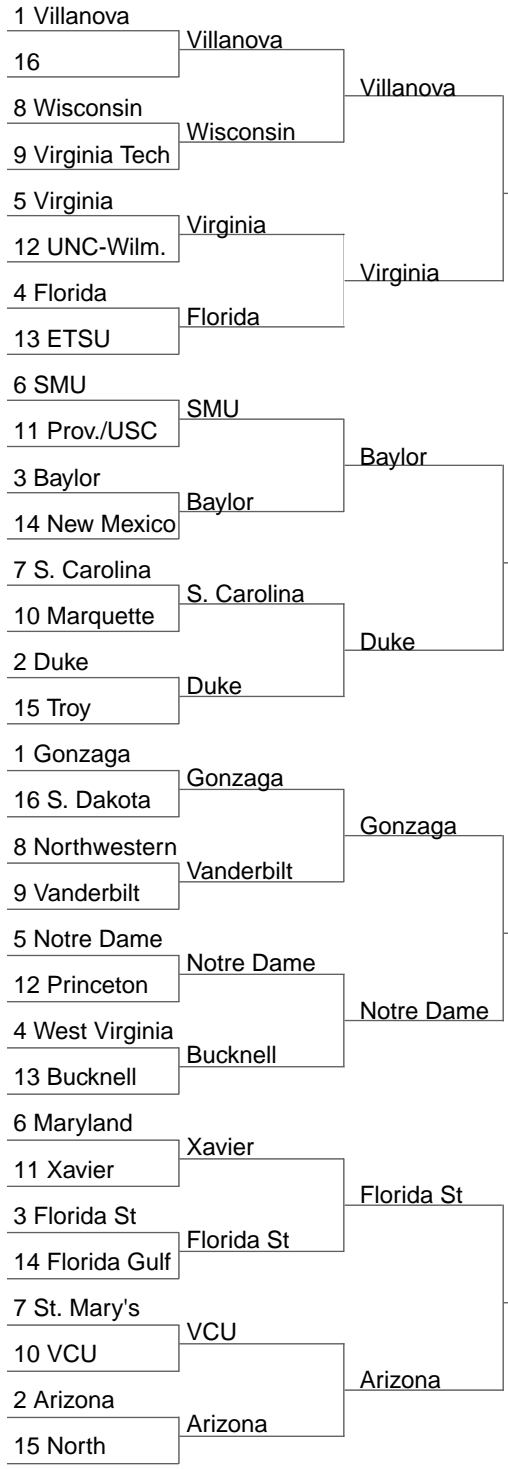 1 Villanova
16
8 Wisconsin
9 Virginia Tech
5 Virginia
12 UNC-Wilm.
4 Florida
13 ETSU
6 SMU
11 Prov./USC
3 Baylor
14 New Mexico
7 S. Carolina
10 Marquette
2 Duke
15 Troy
1 Gonzaga
16 S. Dakota
8 Northwestern
9 Vanderbilt
5 Notre Dame
12 Princeton
4 West Virginia
13 Bucknell
6 Maryland
11 Xavier
3 Florida St
14 Florida Gulf
7 St. Mary's
10 VCU
2 Arizona
15 North
Villanova
Wisconsin
Virginia
Florida
SMU
Baylor
S. Carolina
Duke
Gonzaga
Vanderbilt
Notre Dame
Bucknell
Xavier
Florida St
VCU
Arizona
Villanova
Virginia
Baylor
Duke
Gonzaga
Notre Dame
Florida St
Arizona